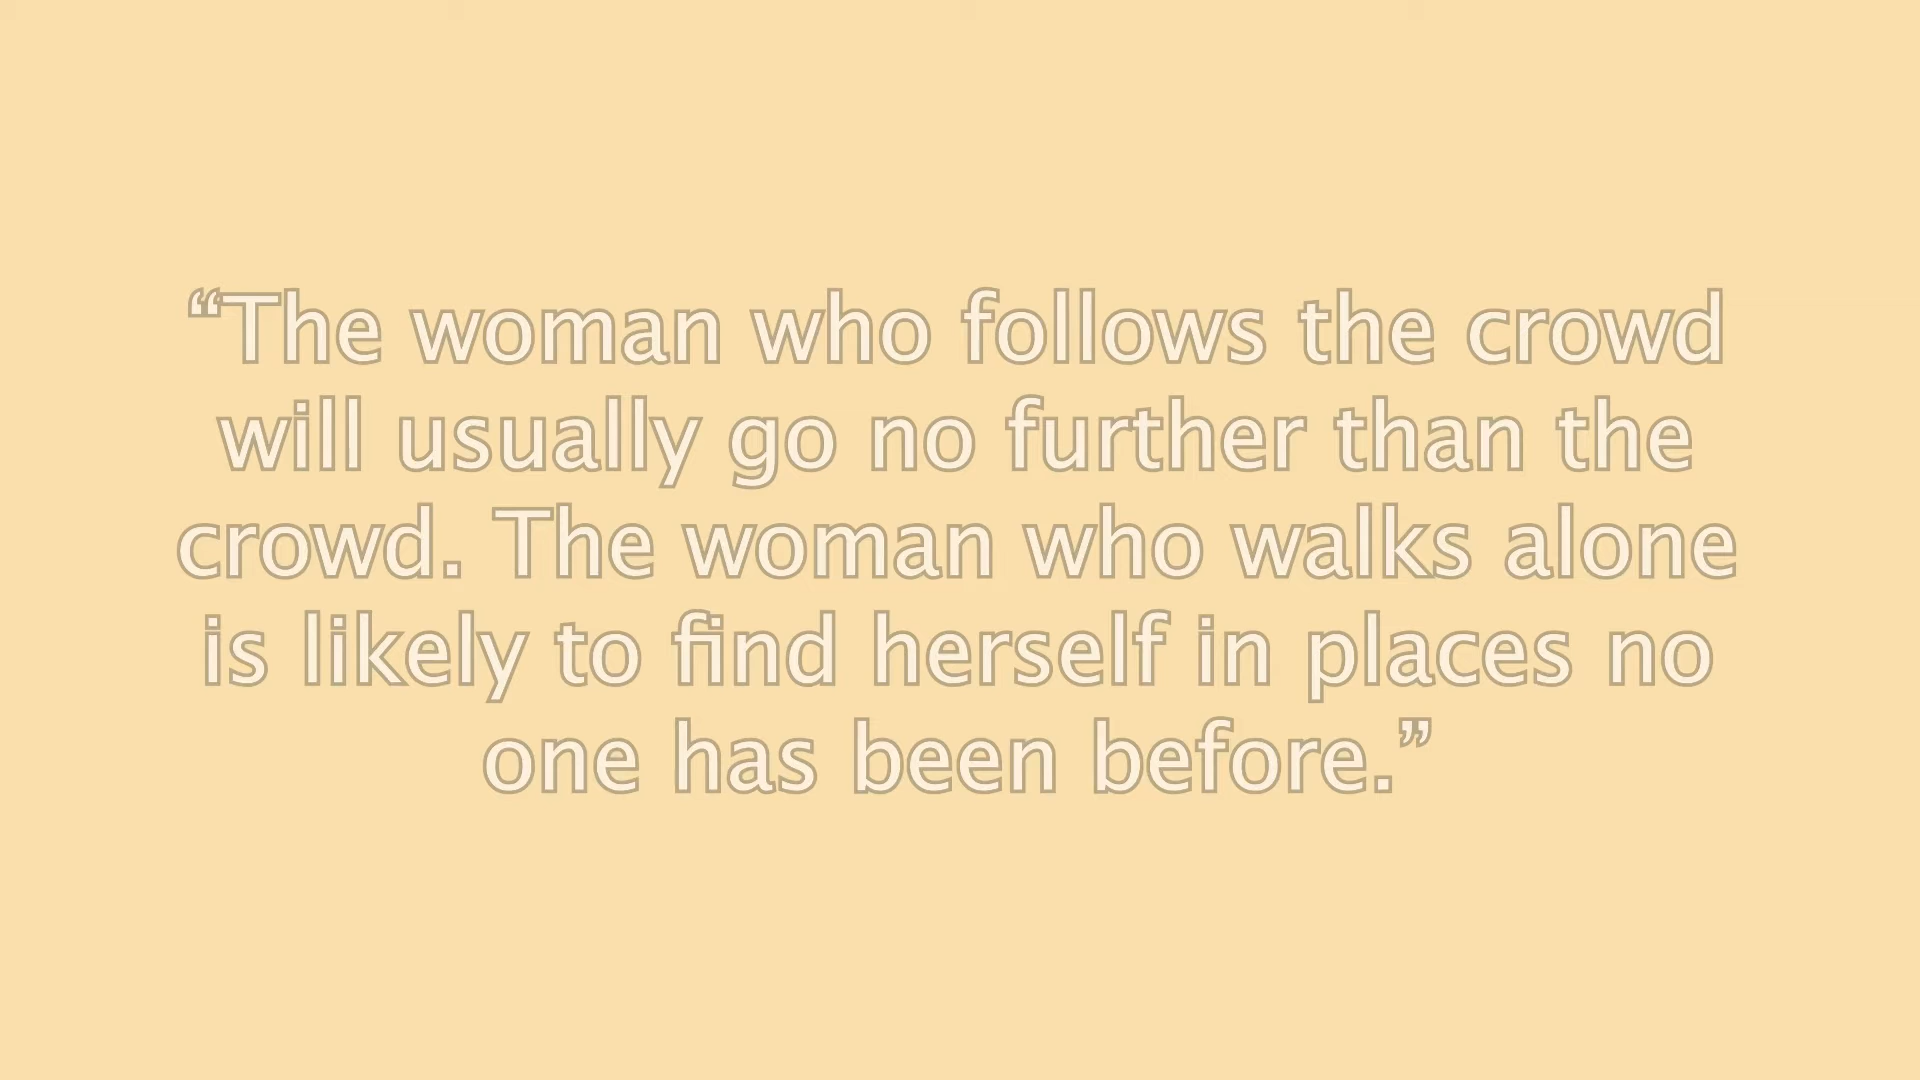 “The woman who follows the crowd
will usually go no further than the
crowd. The woman who walks alone
is likely to find herself in places no
one has been before.”